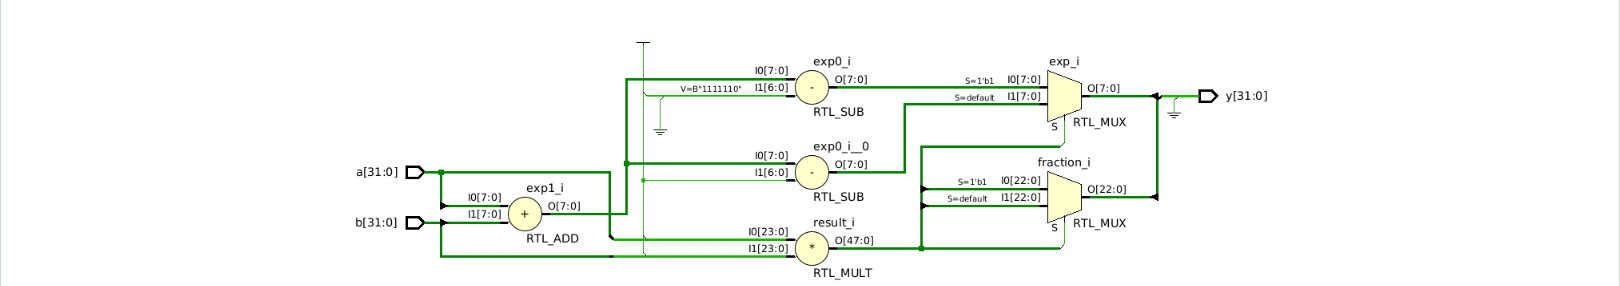 exp0_i
I0[7:0]
I1[6:0]
V=B"1111110"
O[7:0]
-
RTL_SUB
exp_i
S=1'b1
I0[7:0]
S=default
I1[7:0]
O[7:0]
S
RTL_MUX
y[31:0]
exp0_i__0
I0[7:0]
I1[6:0]
O[7:0]
-
RTL_SUB
fraction_i
S=1'b1
I0[22:0]
S=default
I1[22:0]
O[22:0]
S
RTL_MUX
a[31:0]
b[31:0]
exp1_i
I0[7:0]
I1[7:0]
O[7:0]
+
RTL_ADD
result_i
I0[23:0]
I1[23:0]
O[47:0]
*
RTL_MULT